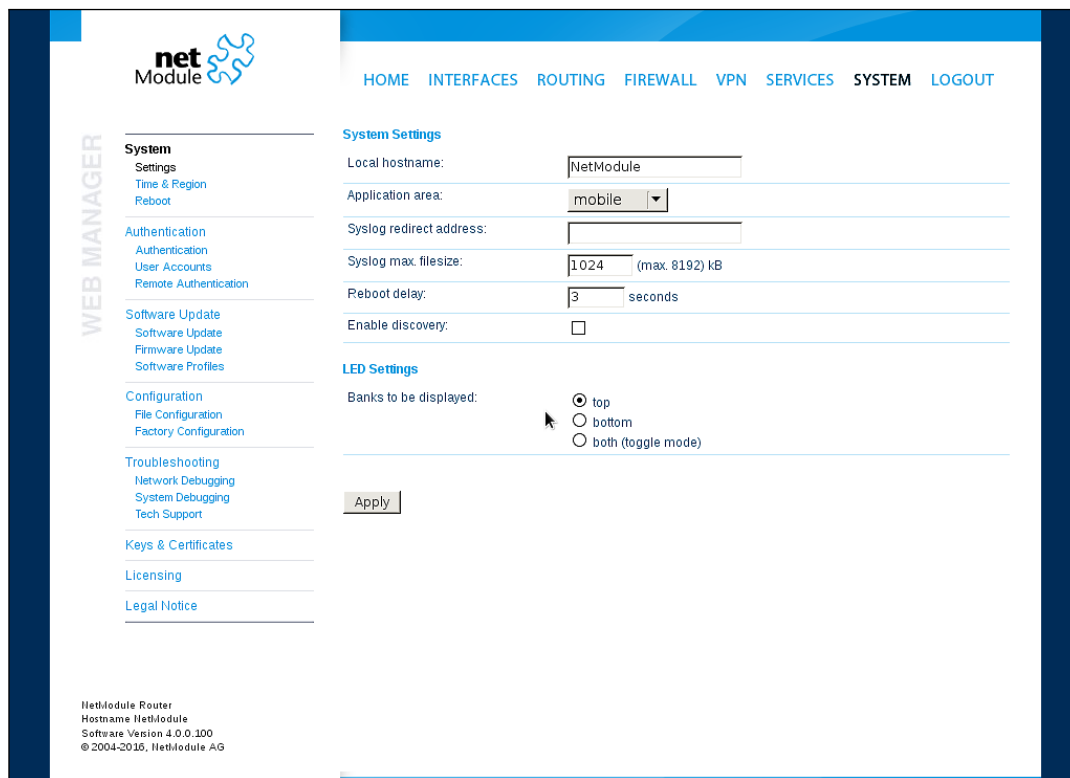 net
Module
HOME INTERFACES ROUTING FIREWALL VPN SERVICES SYSTEM LOGOUT
WEB MANAGER
System
Settings
Time & Region
Reboot
Authentication
Authentication
User Accounts
Remote Authentication
Software Update
Software Update
Firmware Update
Software Profiles
Configuration
File Configuration
Factory Configuration
Troubleshooting
Network Debugging
System Debugging
Tech Support
Keys & Certificates
Licensing
Legal Notice
System Settings
Local hostname: NetModule
Application area: mobile
Syslog redirect address:
Syslog max. filesize: 1024 (max. 8192) kB
Reboot delay: 3 seconds
Enable discovery:
LED Settings
Banks to be displayed: top
bottom
both (toggle mode)
Apply
NetModule Router
Hostname NetModule
Software Version 4.0.0.100
© 2004-2016, NetModule AG